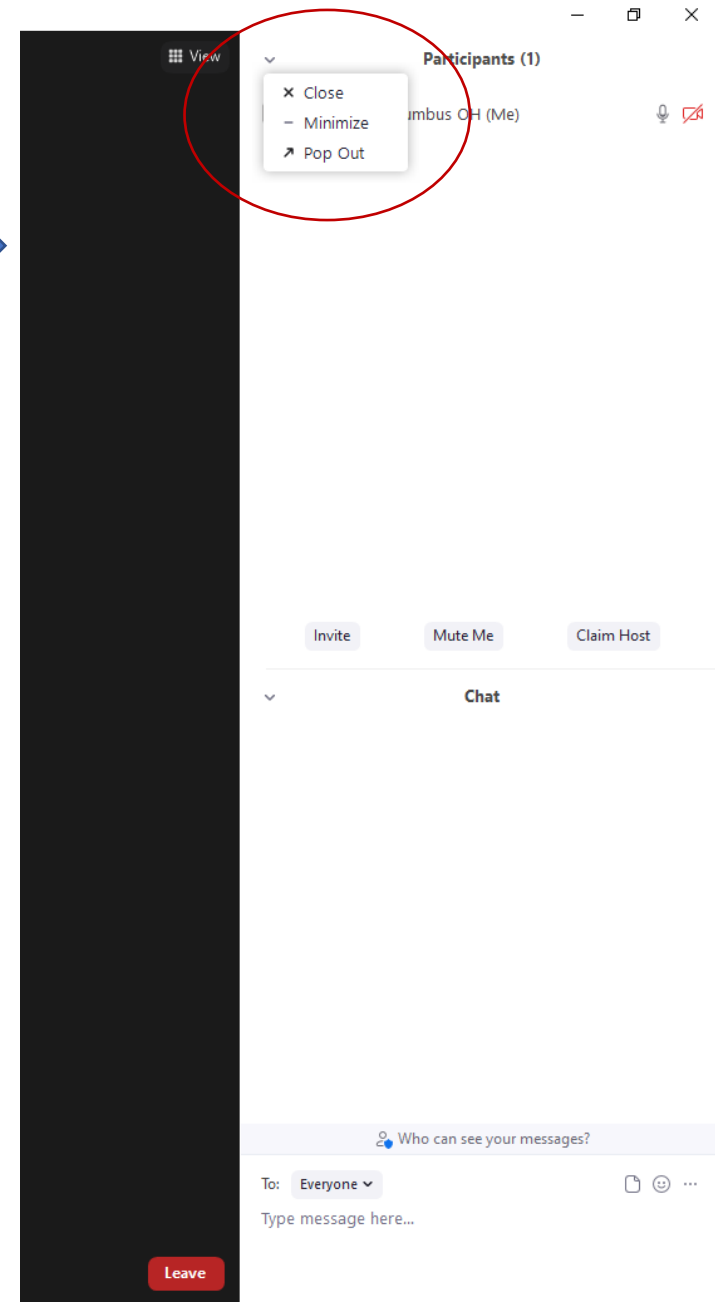 View
Participants (1)
Close
Minimize
OH (Me)
Pop Out
Invite Mute Me Claim Host
Chat
Who can see your messages?
To: Everyone
Type message here...
Leave